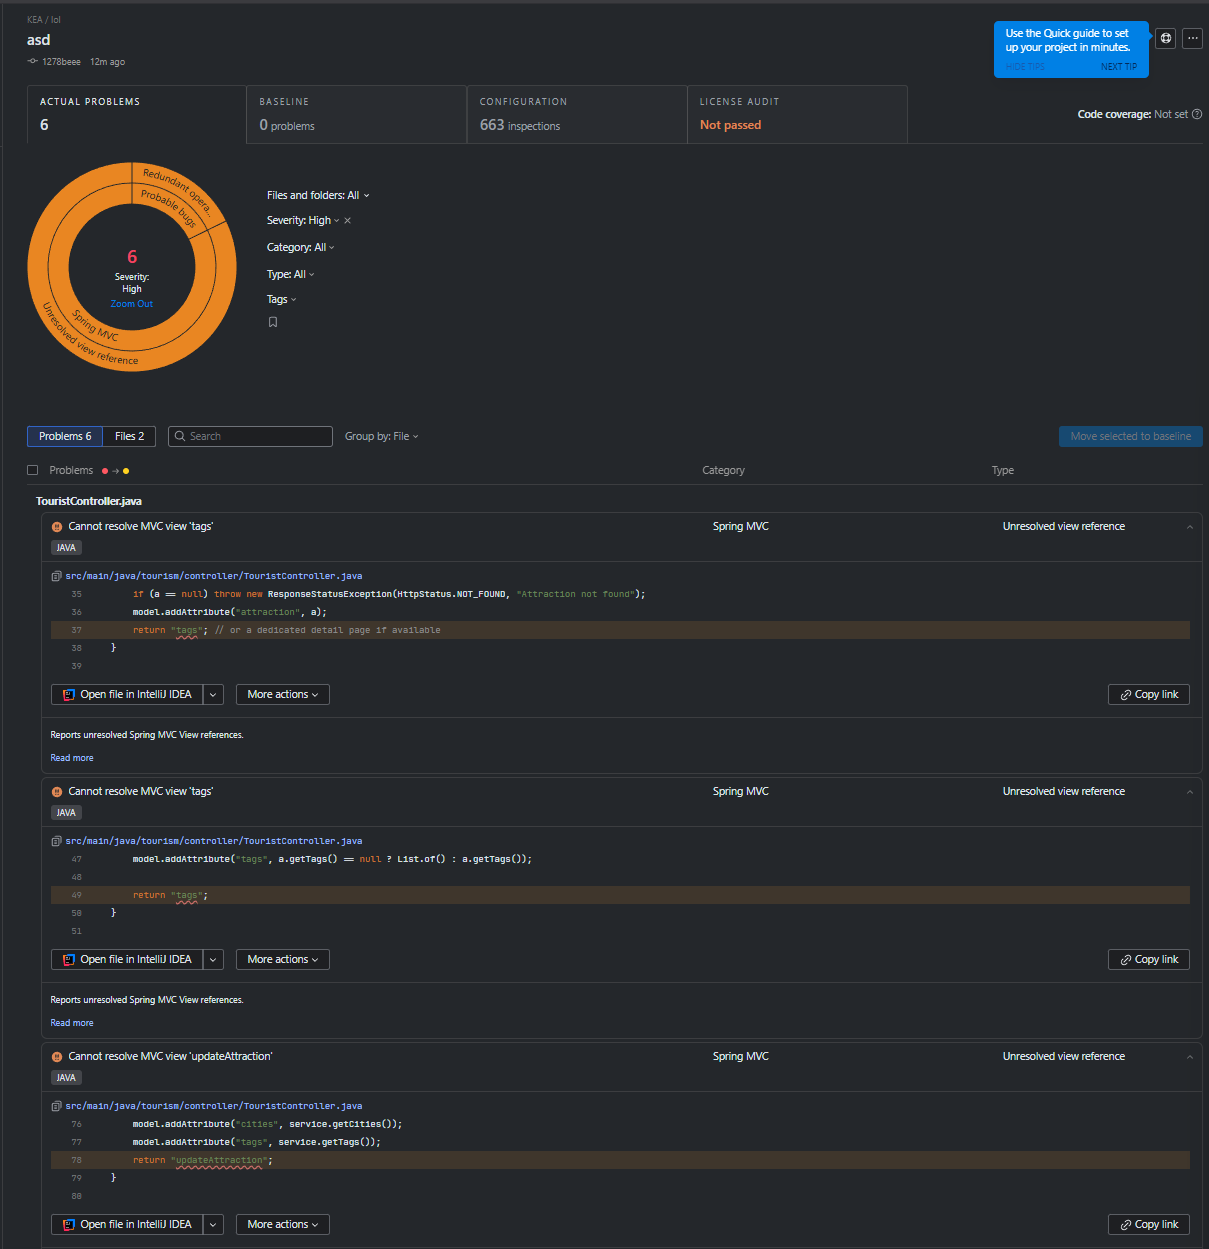 KEA / lol
asd
1278beee 12m ago
Use the Quick guide to set
up your project in minutes.
HIDE TIPS NEXT TIP
ACTUAL PROBLEMS
6
BASELINE
0 problems
CONFIGURATION
663 inspections
LICENSE AUDIT
Not passed
Code coverage: Not set
Redundant opera...
Probable bugs
6
Severity:
High
Zoom Out
Spring MVC
Unresolved view reference
Files and folders: All
Severity: High
Category: All
Type: All
Tags
Problems 6 Files 2 Search Group by: File Move selected to baseline
Problems Category Type
TouristController.java
Cannot resolve MVC view 'tags' Spring MVC Unresolved view reference
JAVA
src/main/java/tourism/controller/TouristController.java
35 if (a == null) throw new ResponseStatusException(HttpStatus.NOT_FOUND, "Attraction not found");
36 model.addAttribute("attraction", a);
37 return "tags"; // or a dedicated detail page if available
38 }
39
Open file in IntelliJ IDEA More actions Copy link
Reports unresolved Spring MVC View references.
Read more
Cannot resolve MVC view 'tags' Spring MVC Unresolved view reference
JAVA
src/main/java/tourism/controller/TouristController.java
47 model.addAttribute("tags", a.getTags() == null ? List.of() : a.getTags());
48
49 return "tags";
50 }
51
Open file in IntelliJ IDEA More actions Copy link
Reports unresolved Spring MVC View references.
Read more
Cannot resolve MVC view 'updateAttraction' Spring MVC Unresolved view reference
JAVA
src/main/java/tourism/controller/TouristController.java
76 model.addAttribute("cities", service.getCities());
77 model.addAttribute("tags", service.getTags());
78 return "updateAttraction";
79 }
80
Open file in IntelliJ IDEA More actions Copy link